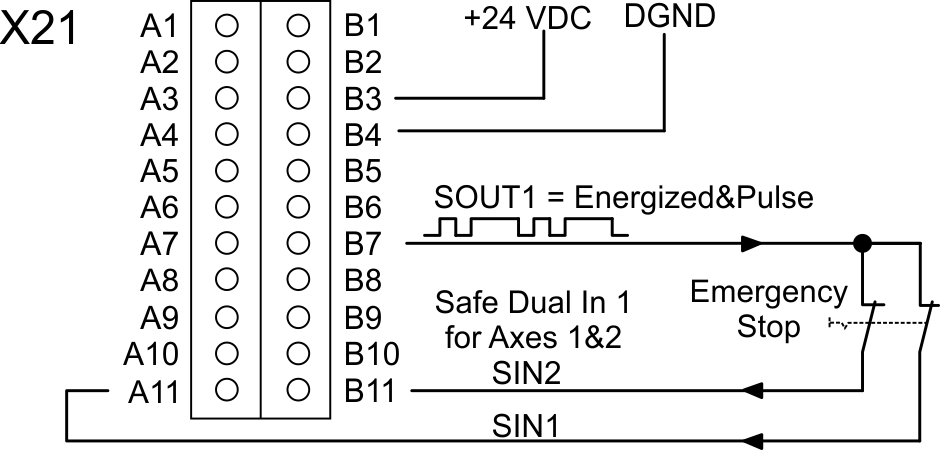 X21
+24 VDC
DGND
A1 B1
A2 B2
A3 B3
A4 B4
A5 B5
A6 B6
A7 B7
A8 B8
A9 B9
A10 B10
A11 B11
SOUT1 = Energized&Pulse
Emergency
Stop
Safe Dual In 1
for Axes 1&2
SIN2
SIN1